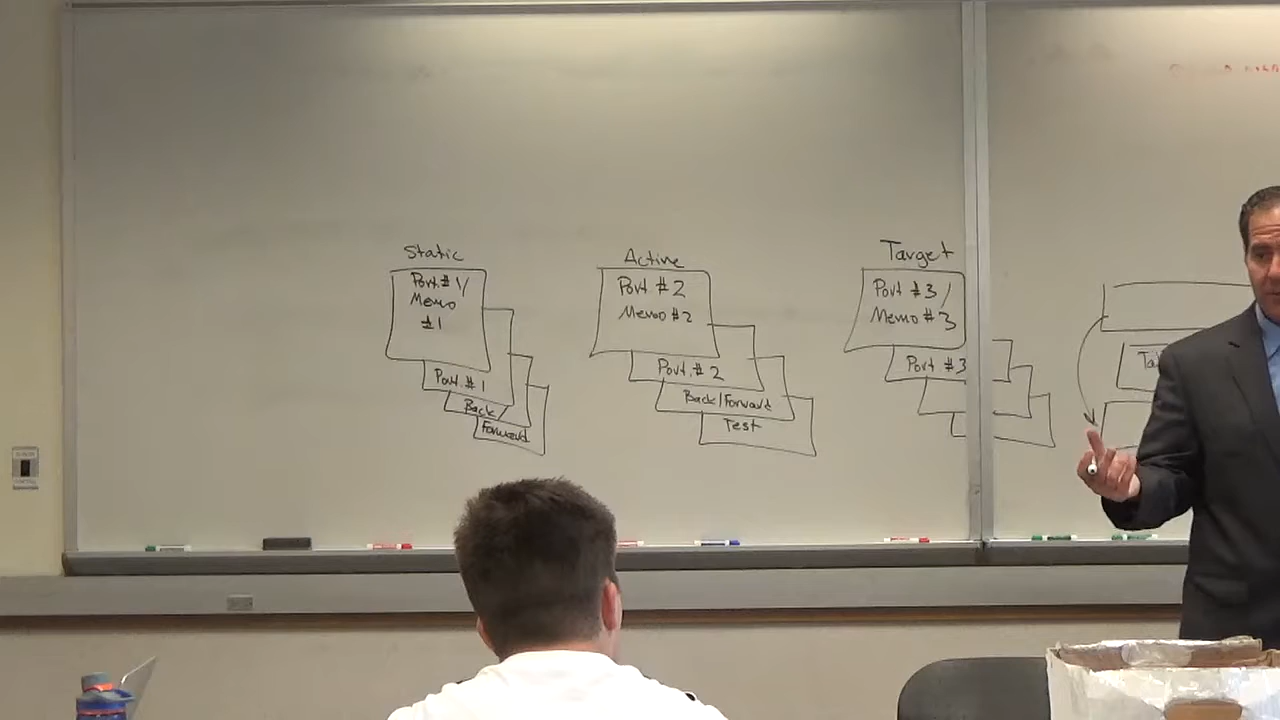 Static
Port #1/
Memo
#1
Port #1
Back/
Forward
Active
Port #2
Memo #2
Port #2
Back/Forward
Test
Target
Port #3/
Memo #3
Port #3